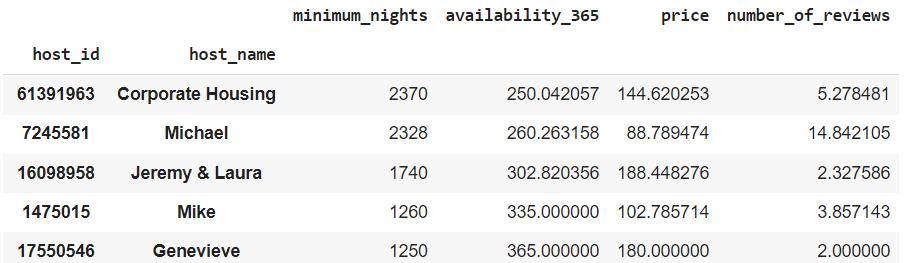 minimum_nights availability_365 price number_of_reviews
host_id host_name
61391963 Corporate Housing 2370 250.042057 144.620253 5.278481
7245581 Michael 2328 260.263158 88.789474 14.842105
16098958 Jeremy & Laura 1740 302.820356 188.448276 2.327586
1475015 Mike 1260 335.000000 102.785714 3.857143
17550546 Genevieve 1250 365.000000 180.000000 2.000000